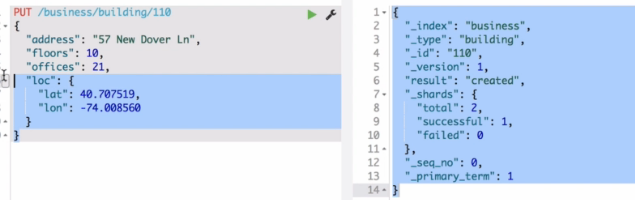 PUT /business/building/110
{
"address": "57 New Dover Ln",
"floors": 10,
"offices": 21,
"loc": {
"lat": 40.707519,
"lon": -74.008560
}
}
1 {
2 "_index": "business",
3 "_type": "building",
4 "_id": "110",
5 "_version": 1,
6 "result": "created",
7 "_shards": {
8 "total": 2,
9 "successful": 1,
10 "failed": 0
11 },
12 "_seq_no": 0,
13 "_primary_term": 1
14 }